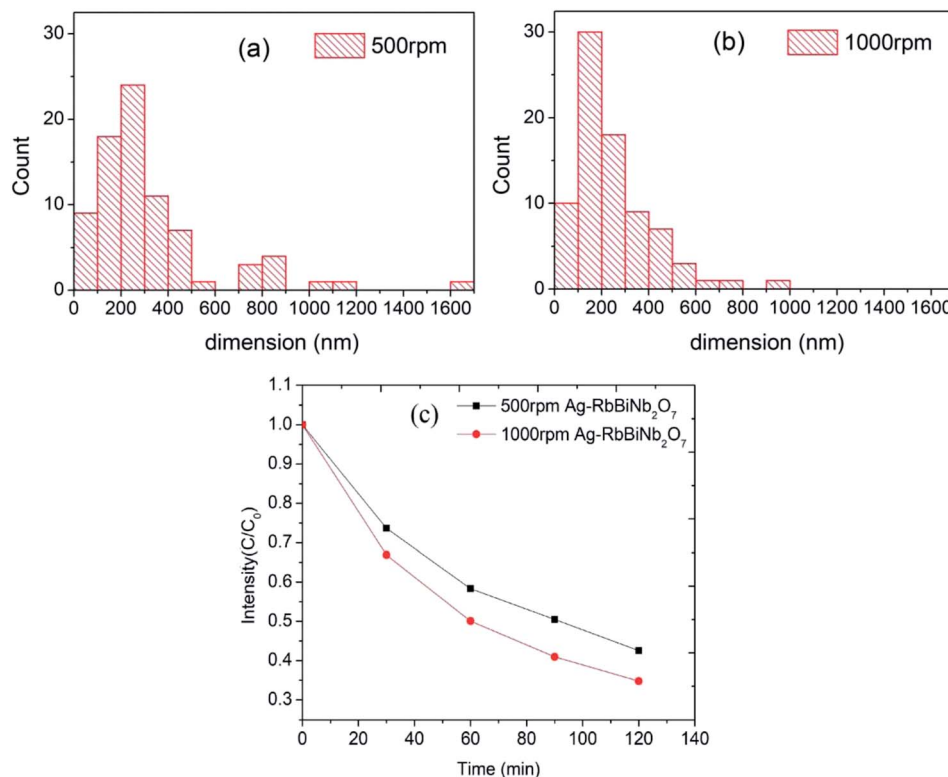 (a)
500rpm
30
20
10
0
Count
0 200 400 600 800 1000 1200 1400 1600
dimension (nm)
(b)
1000rpm
30
20
10
0
Count
0 200 400 600 800 1000 1200 1400 1600
dimension (nm)
(c)
500rpm Ag-RbBiNb₂O₇
1000rpm Ag-RbBiNb₂O₇
1.1
1.0
0.9
0.8
0.7
0.6
0.5
0.4
0.3
Intensity(C/C₀)
0 20 40 60 80 100 120 140
Time (min)